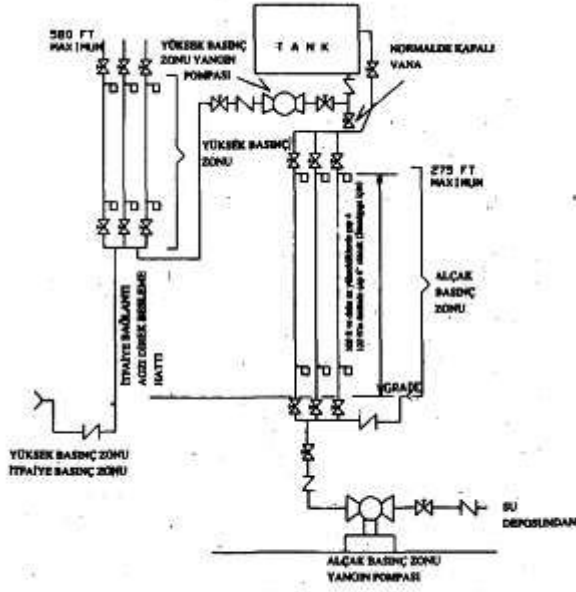 580 FT
MAXIMUM
YÜKSEK BASINÇ
ZONU YANGIN
POMPASI
TANK
NORMALDE KAPALI
VANA
YÜKSEK BASINÇ
ZONU
275 FT
MAXIMUM
ALÇAK
BASINÇ
ZONU
İTFAİYE BAĞLANTI
AGZI DİREK BESLEME
HATTI
GRADE
YÜKSEK BASINÇ ZONU
İTFAİYE BASINÇ ZONU
SU
DEPOSUNDAN
ALÇAK BASINÇ ZONU
YANGIN POMPASI